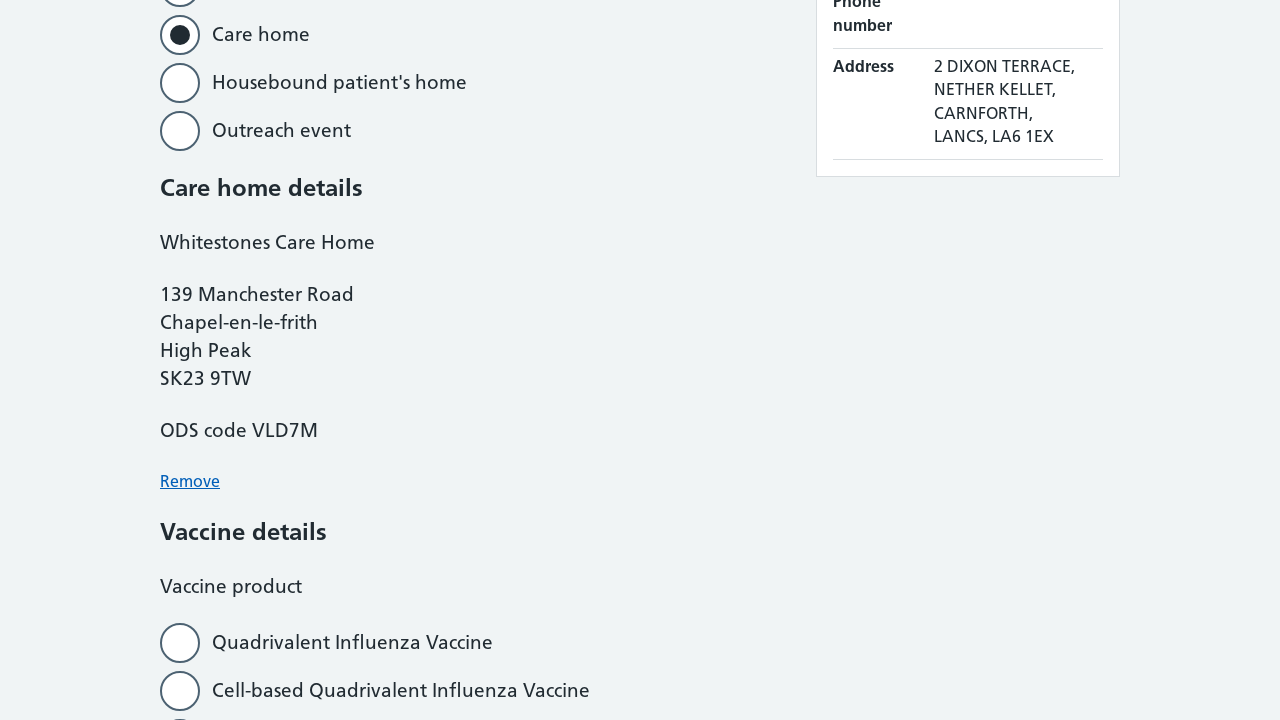 Care home
Housebound patient's home
Outreach event
Care home details
Whitestones Care Home
139 Manchester Road
Chapel-en-le-frith
High Peak
SK23 9TW
ODS code VLD7M
Remove
Vaccine details
Vaccine product
Quadrivalent Influenza Vaccine
Cell-based Quadrivalent Influenza Vaccine
Phone
number
Address
2 DIXON TERRACE,
NETHER KELLET,
CARNFORTH,
LANCS, LA6 1EX